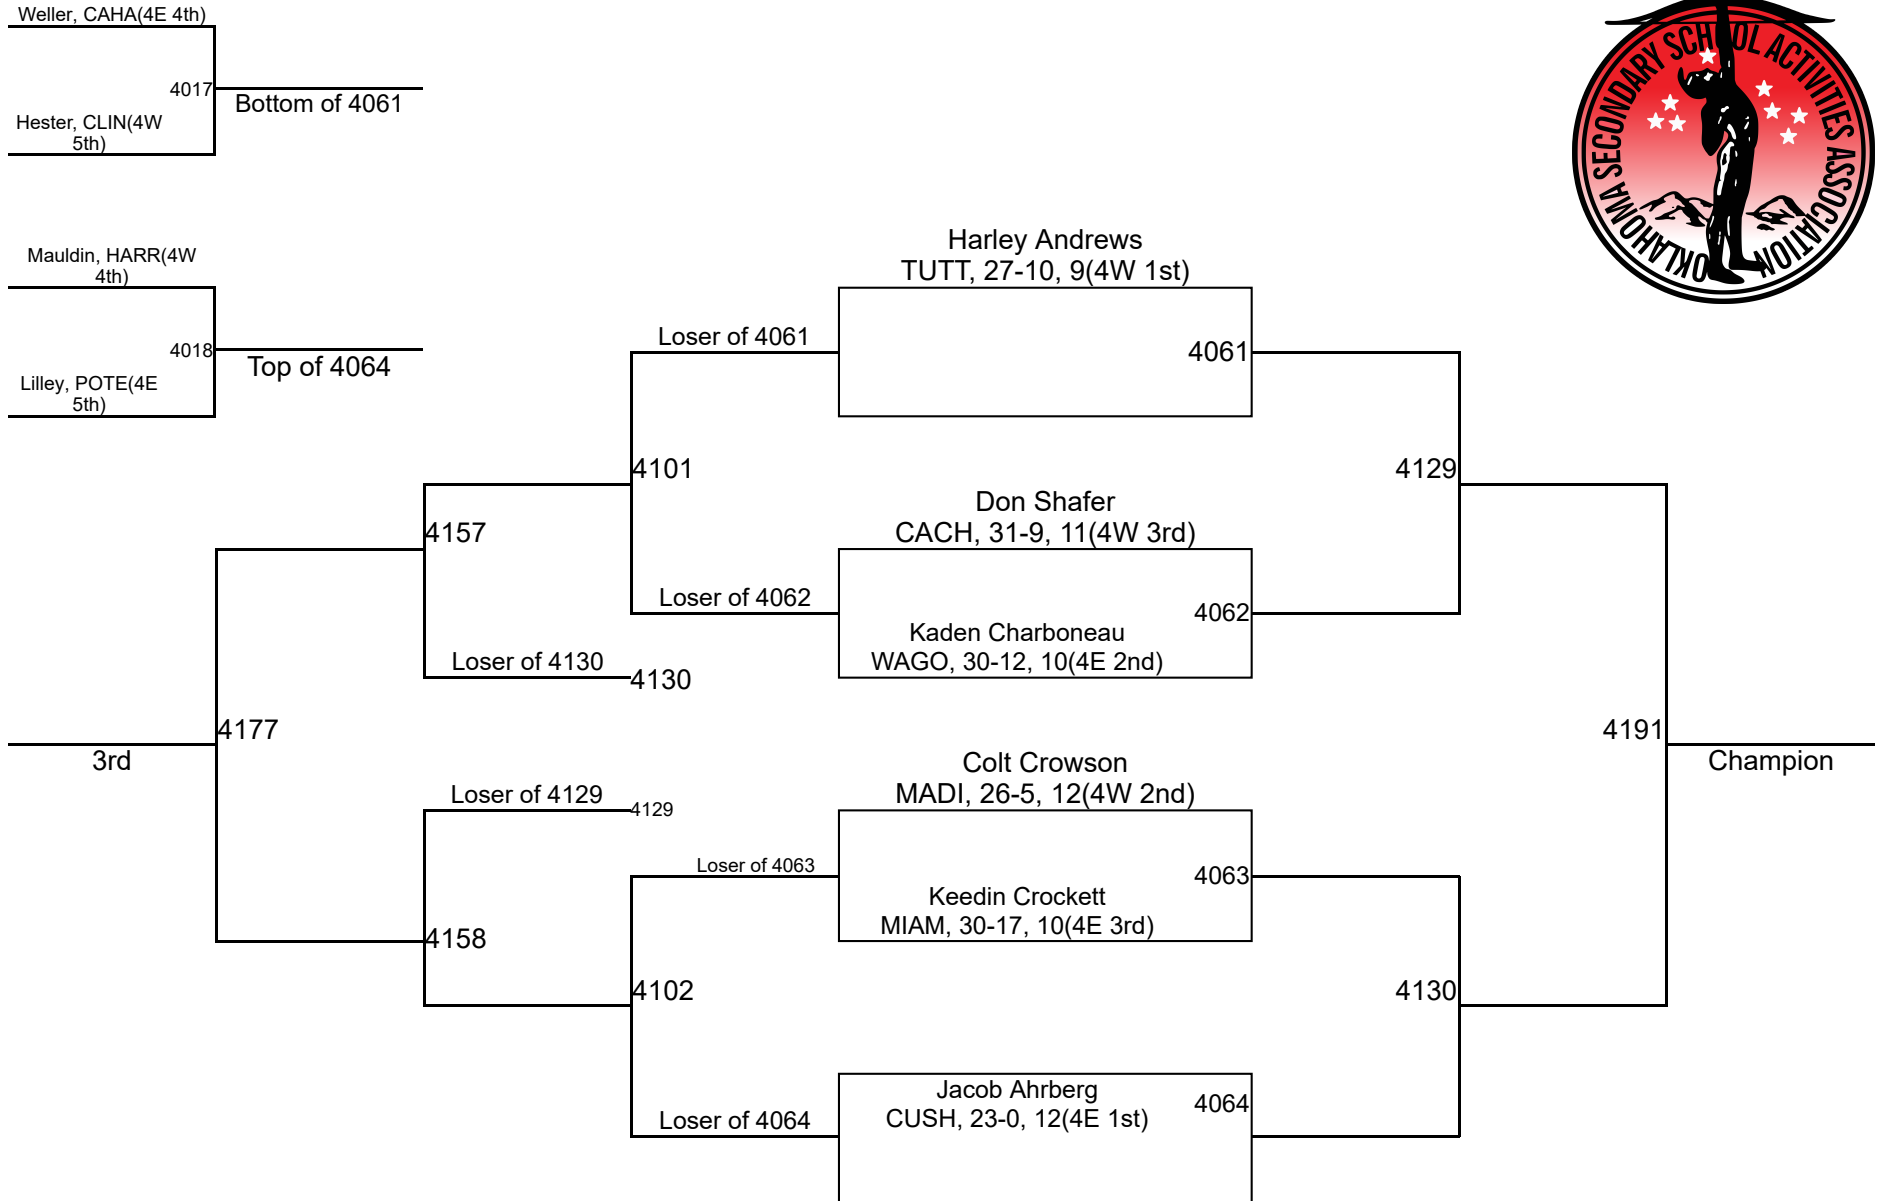 Weller, CAHA(4E 4th)
4017
Bottom of 4061
Hester, CLIN(4W
5th)
OKLAHOMA SECONDARY SCHOOL ACTIVITIES ASSOCIATION
Mauldin, HARR(4W
4th)
4018
Top of 4064
Lilley, POTE(4E
5th)
Harley Andrews
TUTT, 27-10, 9(4W 1st)
Loser of 4061
4061
4101
4129
Don Shafer
CACH, 31-9, 11(4W 3rd)
4157
Loser of 4062
4062
Kaden Charboneau
WAGO, 30-12, 10(4E 2nd)
Loser of 4130
4130
4177
3rd
4191
Champion
Colt Crowson
MADI, 26-5, 12(4W 2nd)
Loser of 4129
4129
Loser of 4063
4063
Keedin Crockett
MIAM, 30-17, 10(4E 3rd)
4158
4102
4130
Jacob Ahrberg
CUSH, 23-0, 12(4E 1st)
4064
Loser of 4064